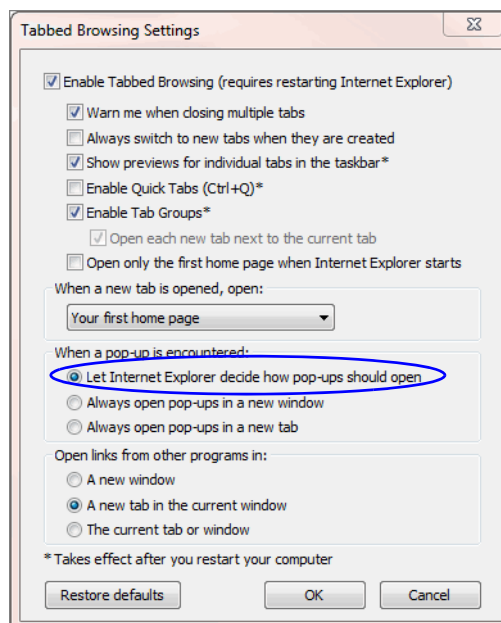 Tabbed Browsing Settings
Enable Tabbed Browsing (requires restarting Internet Explorer)
Warn me when closing multiple tabs
Always switch to new tabs when they are created
Show previews for individual tabs in the taskbar*
Enable Quick Tabs (Ctrl+Q)*
Enable Tab Groups*
Open each new tab next to the current tab
Open only the first home page when Internet Explorer starts
When a new tab is opened, open:
Your first home page
When a pop-up is encountered:
Let Internet Explorer decide how pop-ups should open
Always open pop-ups in a new window
Always open pop-ups in a new tab
Open links from other programs in:
A new window
A new tab in the current window
The current tab or window
*Takes effect after you restart your computer
Restore defaults OK Cancel